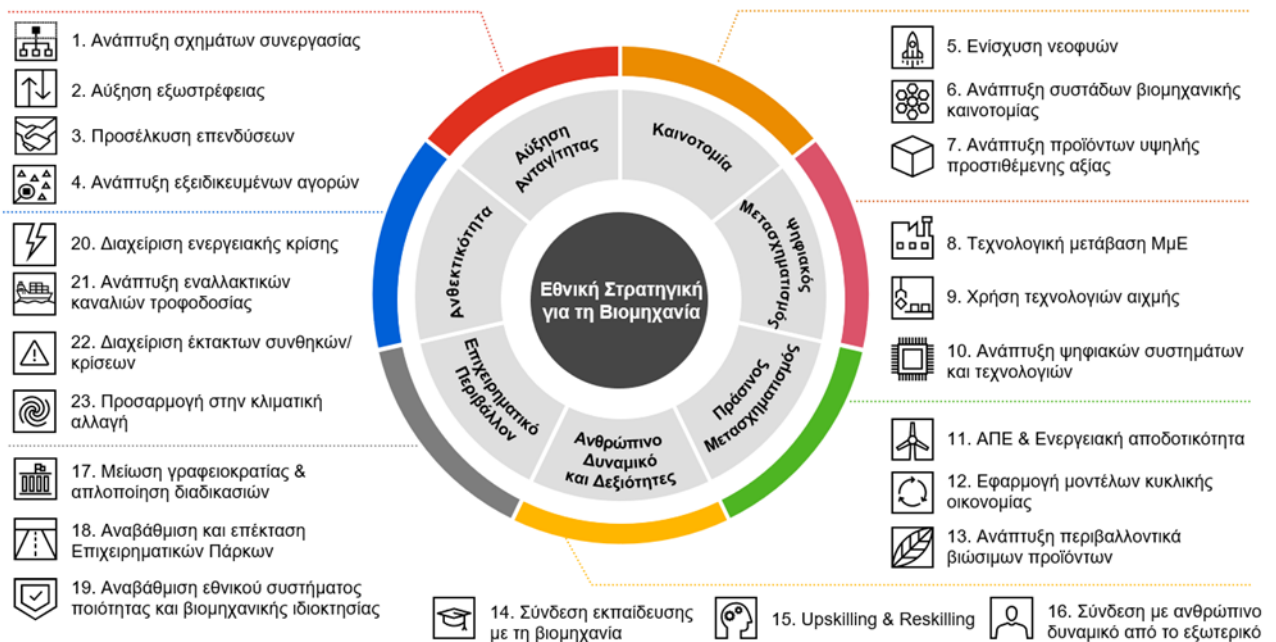 1. Ανάπτυξη σχημάτων συνεργασίας
2. Αύξηση εξωστρέφειας
3. Προσέλκυση επενδύσεων
4. Ανάπτυξη εξειδικευμένων αγορών
5. Ενίσχυση νεοφυών
6. Ανάπτυξη συστάδων βιομηχανικής
καινοτομίας
7. Ανάπτυξη προϊόντων υψηλής
προστιθέμενης αξίας
8. Τεχνολογική μετάβαση ΜμΕ
9. Χρήση τεχνολογιών αιχμής
10. Ανάπτυξη ψηφιακών συστημάτων
και τεχνολογιών
11. ΑΠΕ & Ενεργειακή αποδοτικότητα
12. Εφαρμογή μοντέλων κυκλικής
οικονομίας
13. Ανάπτυξη περιβαλλοντικά
βιώσιμων προϊόντων
14. Σύνδεση εκπαίδευσης
με τη βιομηχανία
15. Upskilling & Reskilling
16. Σύνδεση με ανθρώπινο
δυναμικό από το εξωτερικό
17. Μείωση γραφειοκρατίας &
απλοποίηση διαδικασιών
18. Αναβάθμιση και επέκταση
Επιχειρηματικών Πάρκων
19. Αναβάθμιση εθνικού συστήματος
ποιότητας και βιομηχανικής ιδιοκτησίας
20. Διαχείριση ενεργειακής κρίσης
21. Ανάπτυξη εναλλακτικών
καναλιών τροφοδοσίας
22. Διαχείριση έκτακτων συνθηκών/
κρίσεων
23. Προσαρμογή στην κλιματική
αλλαγή
Εθνική Στρατηγική
για τη Βιομηχανία
Αύξηση
Ανταγ/τητας
Καινοτομία
Ψηφιακός
Μετασχηματισμός
Πράσινος
Μετασχηματισμός
Ανθρώπινο
Δυναμικό
και Δεξιότητες
Επιχειρηματικό
Περιβάλλον
Ανθεκτικότητα